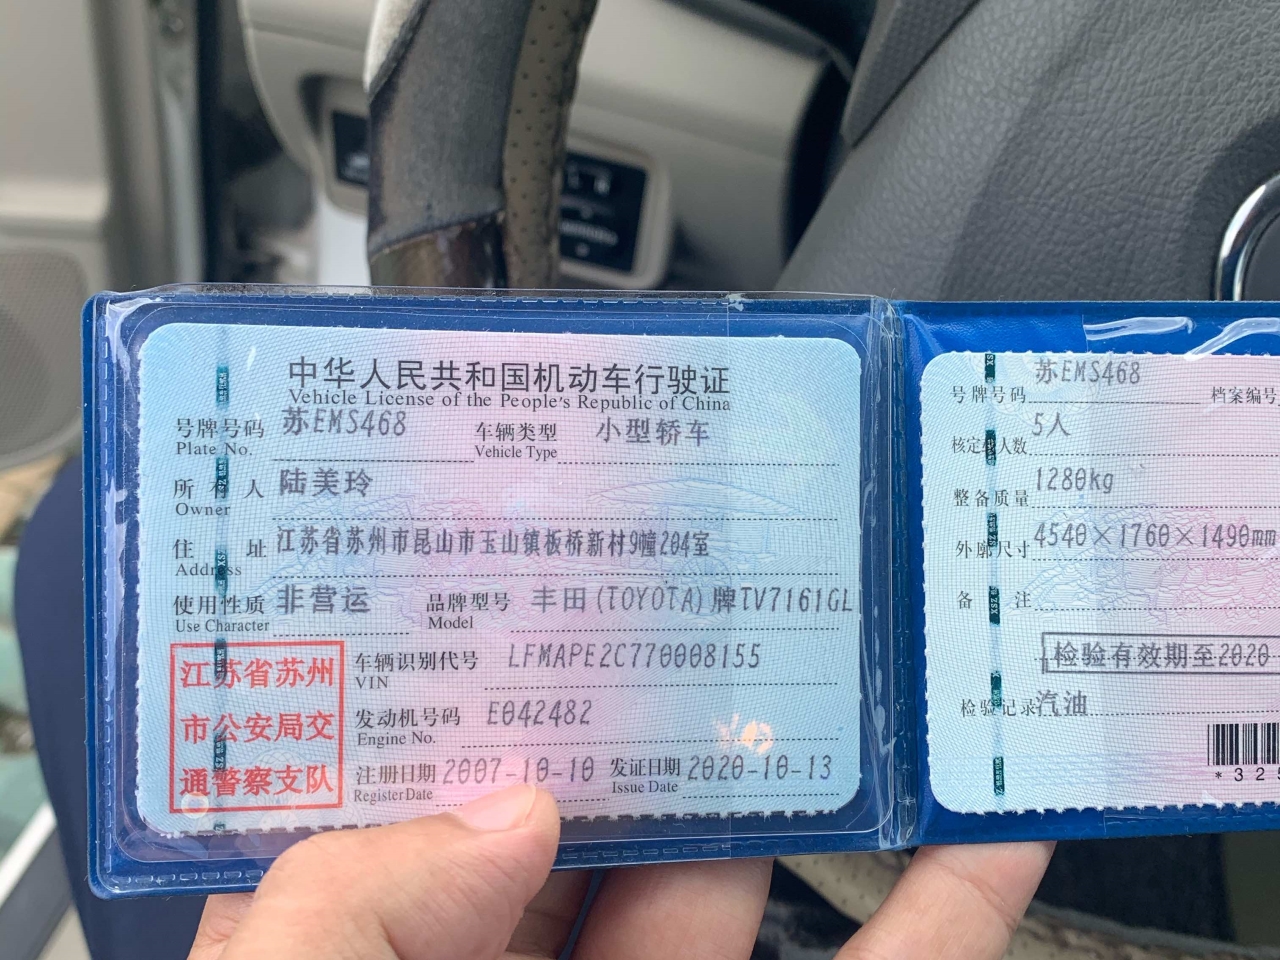 中华人民共和国机动车行驶证
Vehicle License of the People's Republic of China
号牌号码 苏EMS468 车辆类型 小型轿车
Plate No. Vehicle Type
所有人 陆美玲
Owner
住址 江苏省苏州市昆山市玉山镇板桥新村9幢204室
Address
使用性质 非营运 品牌型号 丰田(TOYOTA)牌TV7161GL
Use Character Model
江苏省苏州
市公安局交
通警察支队
车辆识别代号 LFMAPE2C770008155
VIN
发动机号码 E042482
Engine No.
注册日期 2007-10-10 发证日期 2020-10-13
Register Date Issue Date
号牌号码 苏EMS468 档案编号
核定载人数 5人
整备质量 1280kg
外廓尺寸 4540×1760×1490mm
备注
检验有效期至2020
检验记录 汽油
*325